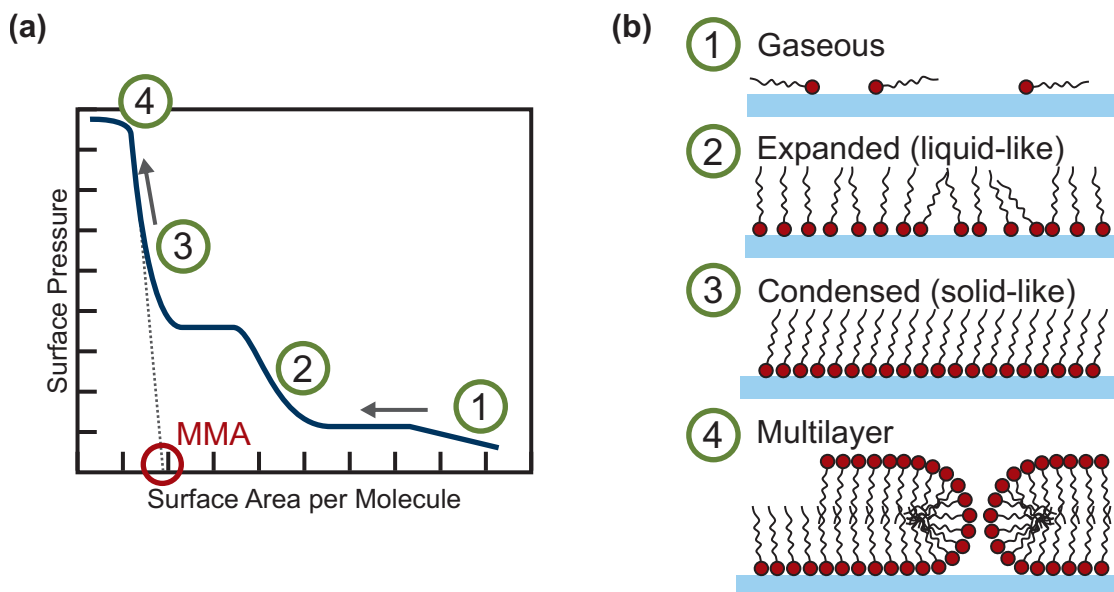 (a)
4
3
2
1
MMA
Surface Pressure
Surface Area per Molecule
(b)
1 Gaseous
2 Expanded (liquid-like)
3 Condensed (solid-like)
4 Multilayer